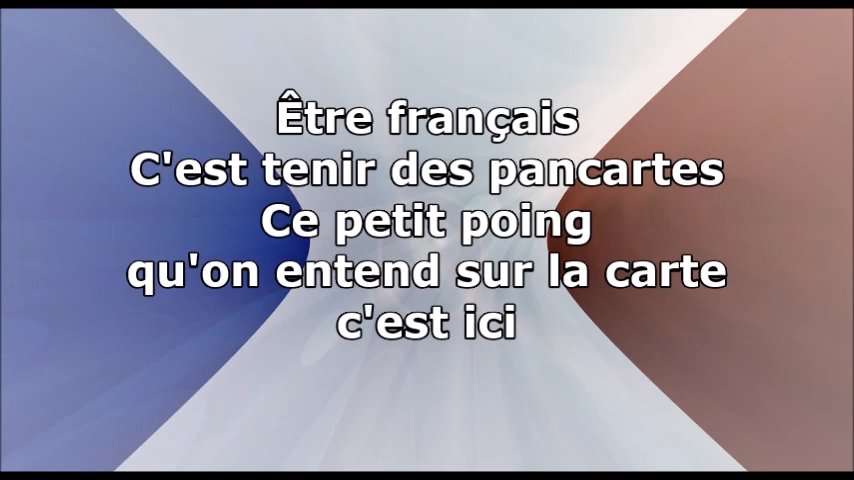 Être français
C'est tenir des pancartes
Ce petit poing
qu'on entend sur la carte
c'est ici